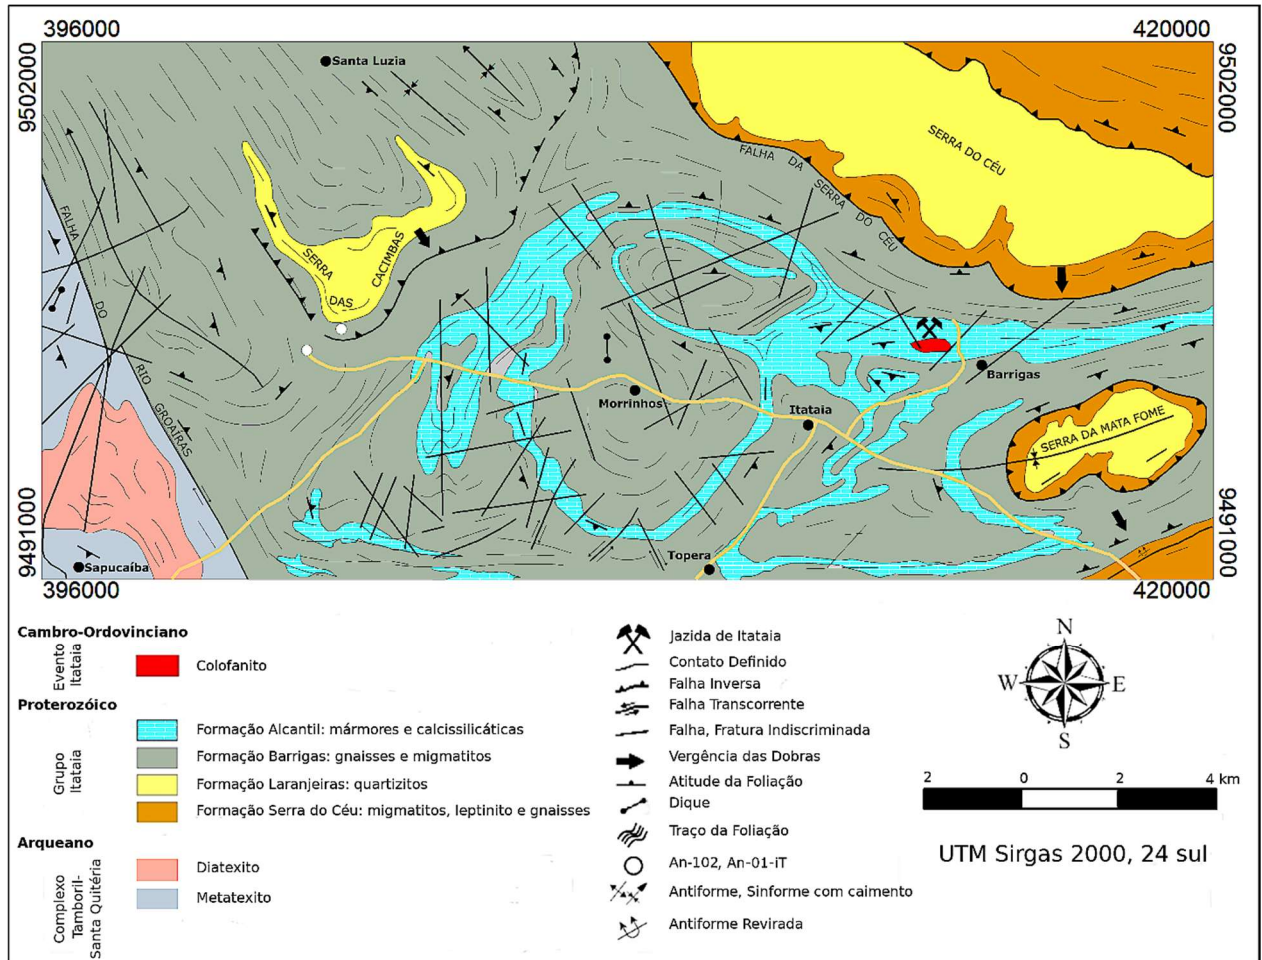 396000
420000
9502000
9502000
Santa Luzia
SERRA DO CÉU
FALHA DA SERRA DO CÉU
FALHA DO RIO GROAÍRAS
SERRA DAS CACIMBAS
Barrigas
Morrinhos
Itataia
SERRA DA MATA FOME
9491000
9491000
Topera
Sapucaíba
396000
420000
Cambro-Ordovinciano
Evento
Itataia
Colofanito
Proterozóico
Grupo
Itataia
Formação Alcantil: mármores e calcissilicáticas
Formação Barrigas: gnaisses e migmatitos
Formação Laranjeiras: quartizitos
Formação Serra do Céu: migmatitos, leptinito e gnaisses
Arqueano
Complexo
Tamboril-
Santa Quitéria
Diatexito
Metatexito
Jazida de Itataia
Contato Definido
Falha Inversa
Falha Transcorrente
Falha, Fratura Indiscriminada
Vergência das Dobras
Atitude da Foliação
Dique
Traço da Foliação
An-102, An-01-iT
Antiforme, Sinforme com caimento
Antiforme Revirada
N
W
E
S
2 0 2 4 km
UTM Sirgas 2000, 24 sul